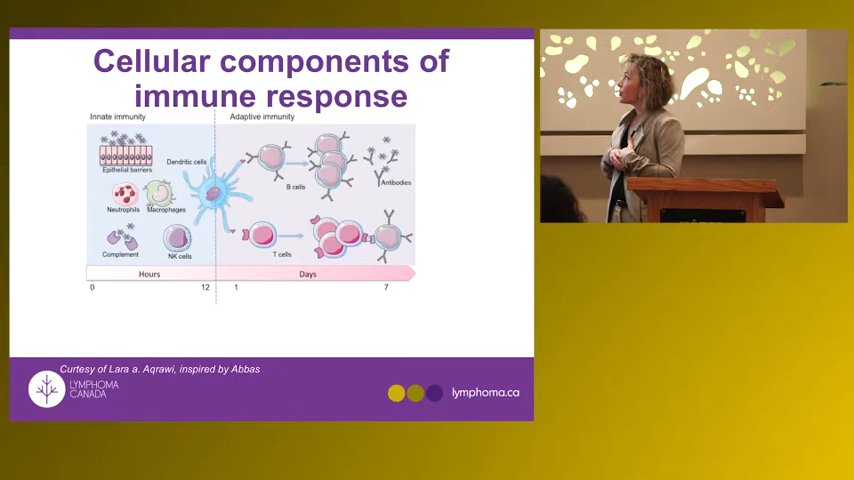 Cellular components of
immune response
Innate immunity
Adaptive immunity
Epithelial barriers
Dendritic cells
B cells
Antibodies
Neutrophils
Macrophages
Complement
NK cells
T cells
Hours
Days
0
12
1
7
Curtesy of Lara a. Aqrawi, inspired by Abbas
LYMPHOMA
CANADA
lymphoma.ca